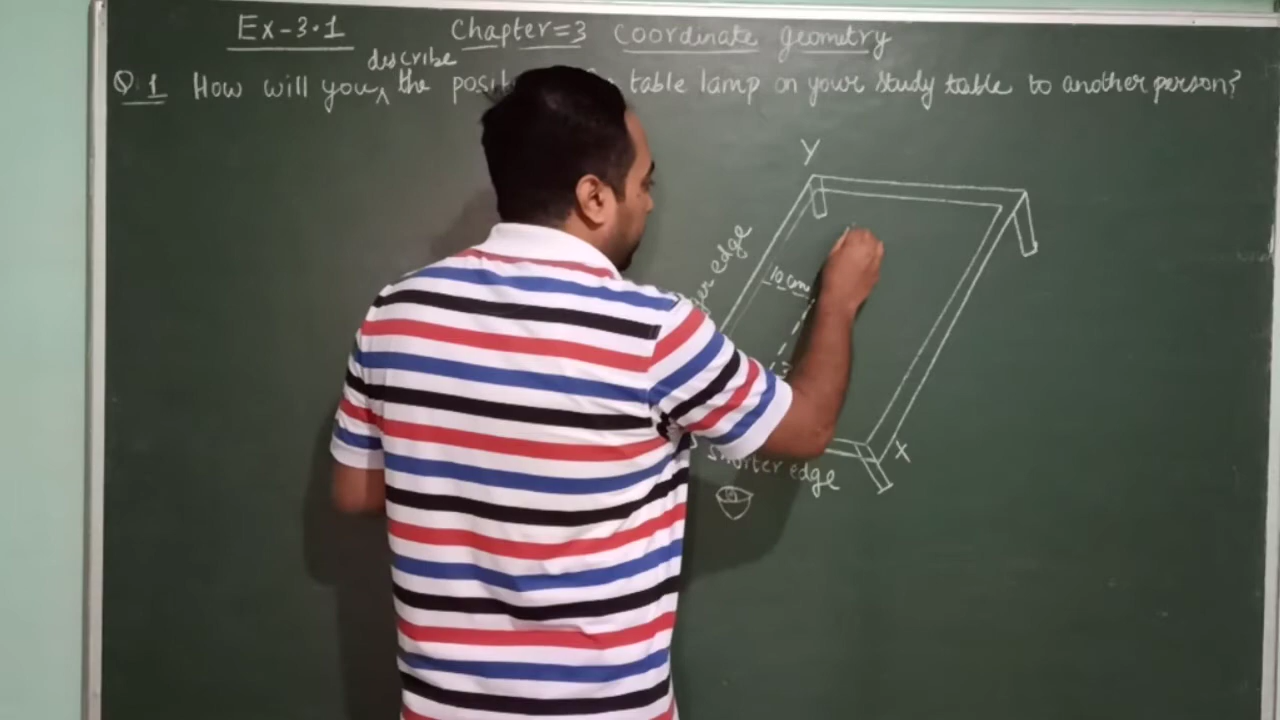 Ex-3.1 Chapter=3 coordinate geometry
describe
Q.1 How will you ^ the table lamp on your study table to another person?
Y
edge
10 cm
X
shorter edge